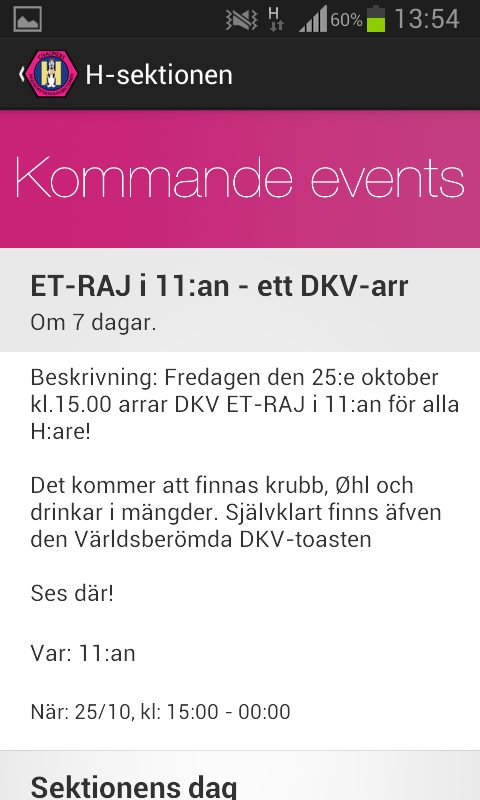 H
60%
13:54
H
H-sektionen
Kommande events
ET-RAJ i 11:an - ett DKV-arr
Om 7 dagar.
Beskrivning: Fredagen den 25:e oktober
kl.15.00 arrar DKV ET-RAJ i 11:an för alla
H:are!
Det kommer att finnas krubb, Øhl och
drinkar i mängder. Självklart finns äfven
den Världsberömda DKV-toasten
Ses där!
Var: 11:an
När: 25/10, kl: 15:00 - 00:00
Sektionens dag